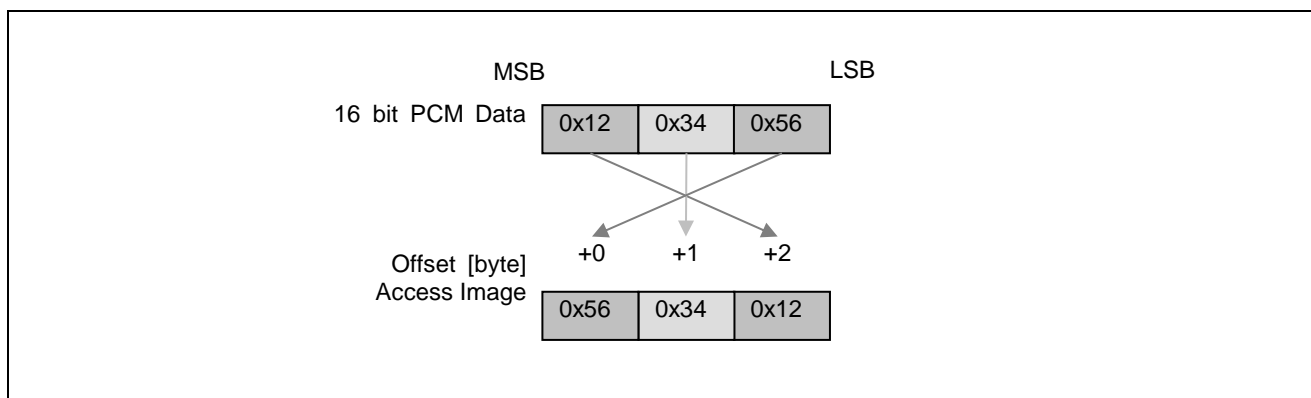 MSB LSB
16 bit PCM Data 0x12 0x34 0x56
+0 +1 +2
Offset [byte]
Access Image
0x56 0x34 0x12